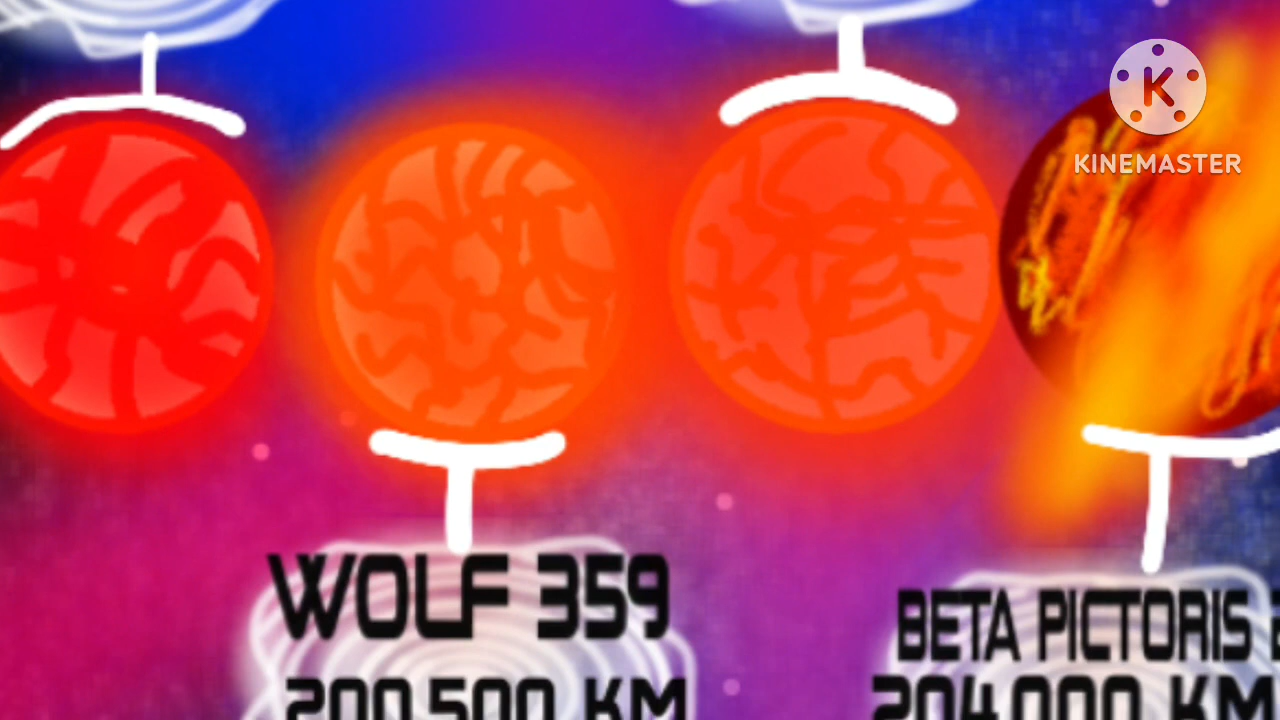 K
KINEMASTER
WOLF 359
200,500 KM
BETA PICTORIS
204,000 KM